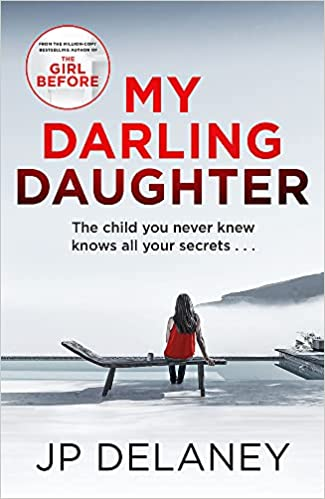 FROM THE MILLION-COPY
BESTSELLING AUTHOR OF
THE
GIRL
BEFORE
MY
DARLING
DAUGHTER
The child you never knew
knows all your secrets . . .
JP DELANEY